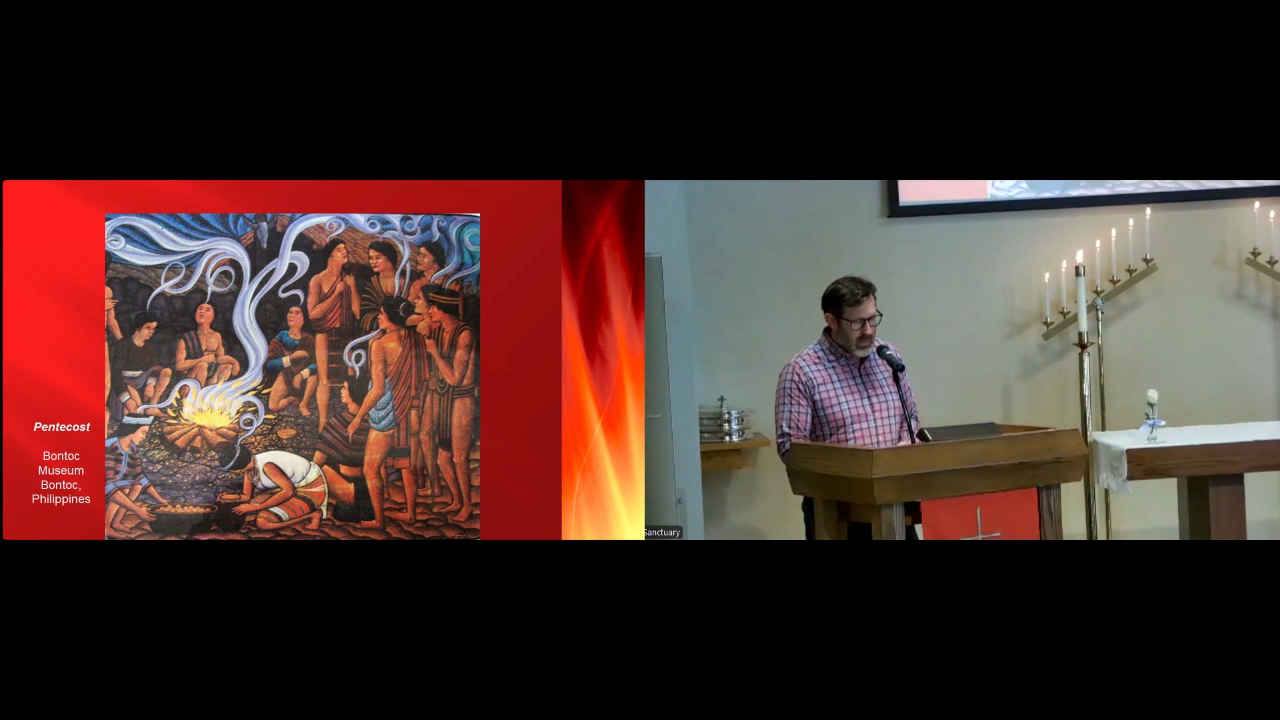 Pentecost
Bontoc
Museum
Bontoc,
Philippines
Sanctuary